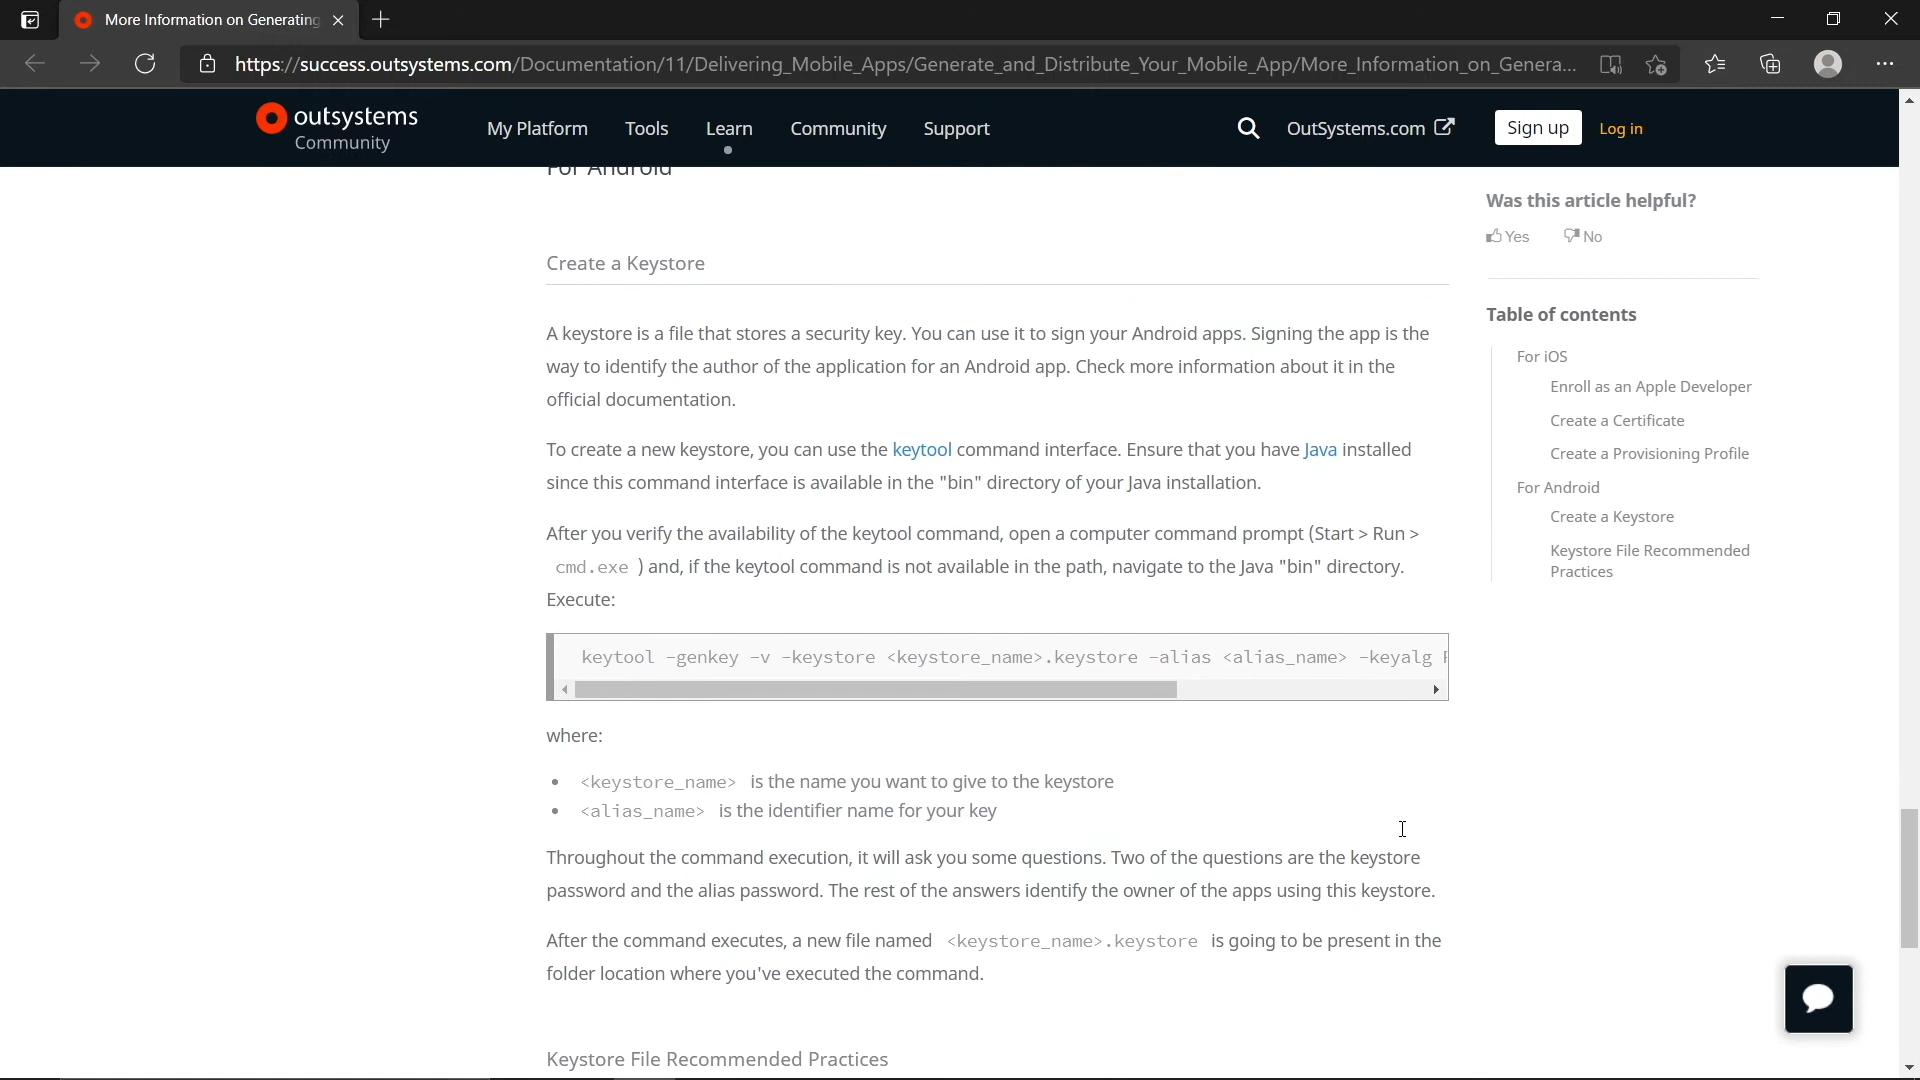 More Information on Generating
https://success.outsystems.com/Documentation/11/Delivering_Mobile_Apps/Generate_and_Distribute_Your_Mobile_App/More_Information_on_Genera...
outsystems
Community
My Platform
Tools
Learn
Community
Support
OutSystems.com
Sign up
Log in
For Android
Create a Keystore
A keystore is a file that stores a security key. You can use it to sign your Android apps. Signing the app is the
way to identify the author of the application for an Android app. Check more information about it in the
official documentation.
To create a new keystore, you can use the keytool command interface. Ensure that you have Java installed
since this command interface is available in the "bin" directory of your Java installation.
After you verify the availability of the keytool command, open a computer command prompt (Start > Run >
cmd.exe ) and, if the keytool command is not available in the path, navigate to the Java "bin" directory.
Execute:
keytool -genkey -v -keystore <keystore_name>.keystore -alias <alias_name> -keyalg
where:
• <keystore_name> is the name you want to give to the keystore
• <alias_name> is the identifier name for your key
Throughout the command execution, it will ask you some questions. Two of the questions are the keystore
password and the alias password. The rest of the answers identify the owner of the apps using this keystore.
After the command executes, a new file named <keystore_name>.keystore is going to be present in the
folder location where you've executed the command.
Keystore File Recommended Practices
Was this article helpful?
Yes
No
Table of contents
For iOS
Enroll as an Apple Developer
Create a Certificate
Create a Provisioning Profile
For Android
Create a Keystore
Keystore File Recommended
Practices